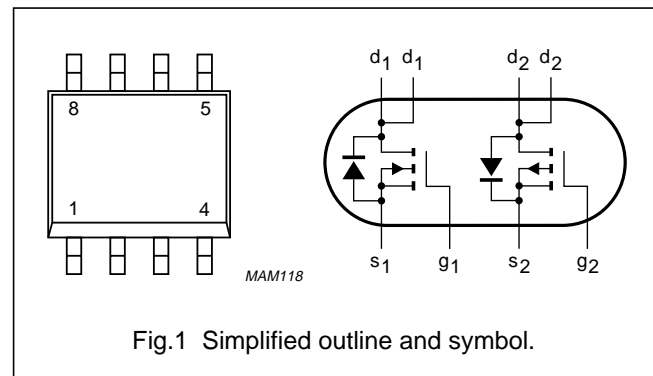 d1 d1 d2 d2
8 5
1 4
s1 g1 s2 g2
MAM118
Fig.1 Simplified outline and symbol.